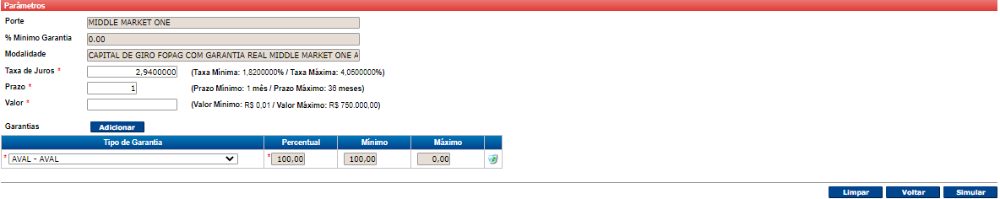 Parâmetros
Porte MIDDLE MARKET ONE
% Minimo Garantia 0,00
Modalidade CAPITAL DE GIRO FOPAG COM GARANTIA REAL MIDDLE MARKET ONE A
Taxa de Juros * 2,9400000 (Taxa Mínima: 1,8200000% / Taxa Máxima: 4,0500000%)
Prazo * 1 (Prazo Mínimo: 1 mês / Prazo Máximo: 36 meses)
Valor * (Valor Mínimo: R$ 0,01 / Valor Máximo: R$ 750.000,00)
Garantias Adicionar
Tipo de Garantia Percentual Mínimo Máximo
* AVAL - AVAL * 100,00 100,00 0,00
Limpar Voltar Simular